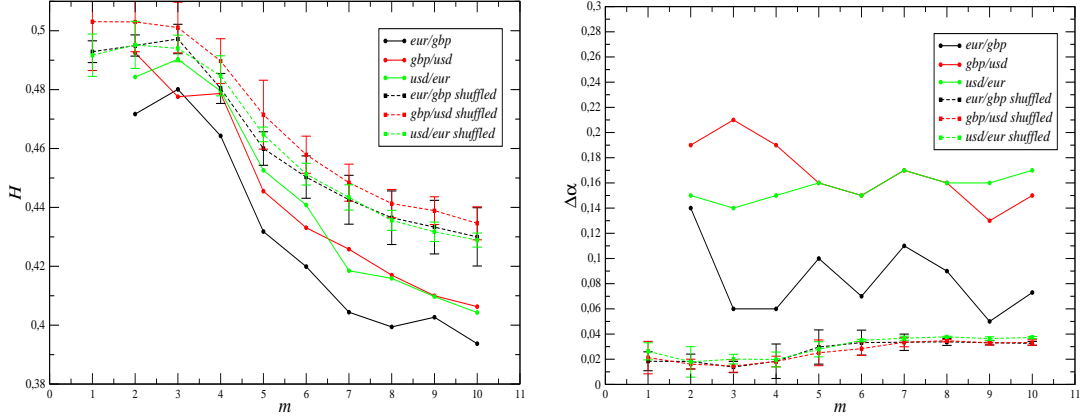 0,5
0,48
0,46
0,44
0,42
0,4
0,38
H
0 1 2 3 4 5 6 7 8 9 10 11
m
eur/gbp
gbp/usd
usd/eur
eur/gbp shuffled
gbp/usd shuffled
usd/eur shuffled
0,3
0,28
0,26
0,24
0,22
0,2
0,18
0,16
0,14
0,12
0,1
0,08
0,06
0,04
0,02
0
Δα
0 1 2 3 4 5 6 7 8 9 10 11
m
eur/gbp
gbp/usd
usd/eur
eur/gbp shuffled
gbp/usd shuffled
usd/eur shuffled